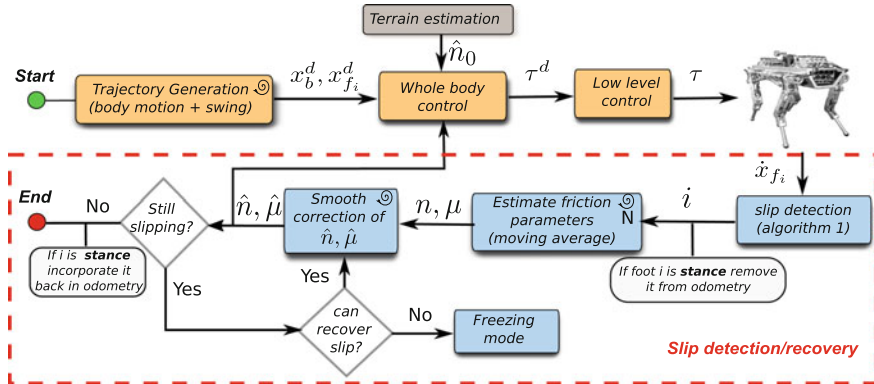 Terrain estimation
n̂₀
Start
Trajectory Generation
(body motion + swing)
x_b^d, x_{f_i}^d
Whole body
control
τ^d
Low level
control
τ
ẋ_{f_i}
End
No
Still
slipping?
n̂, μ̂
Smooth
correction of
n̂, μ̂
n, μ
Estimate friction
parameters
(moving average)
N
i
slip detection
(algorithm 1)
If i is stance
incorporate it
back in odometry
If foot i is stance remove
it from odometry
Yes
Yes
can
recover
slip?
No
Freezing
mode
Slip detection/recovery